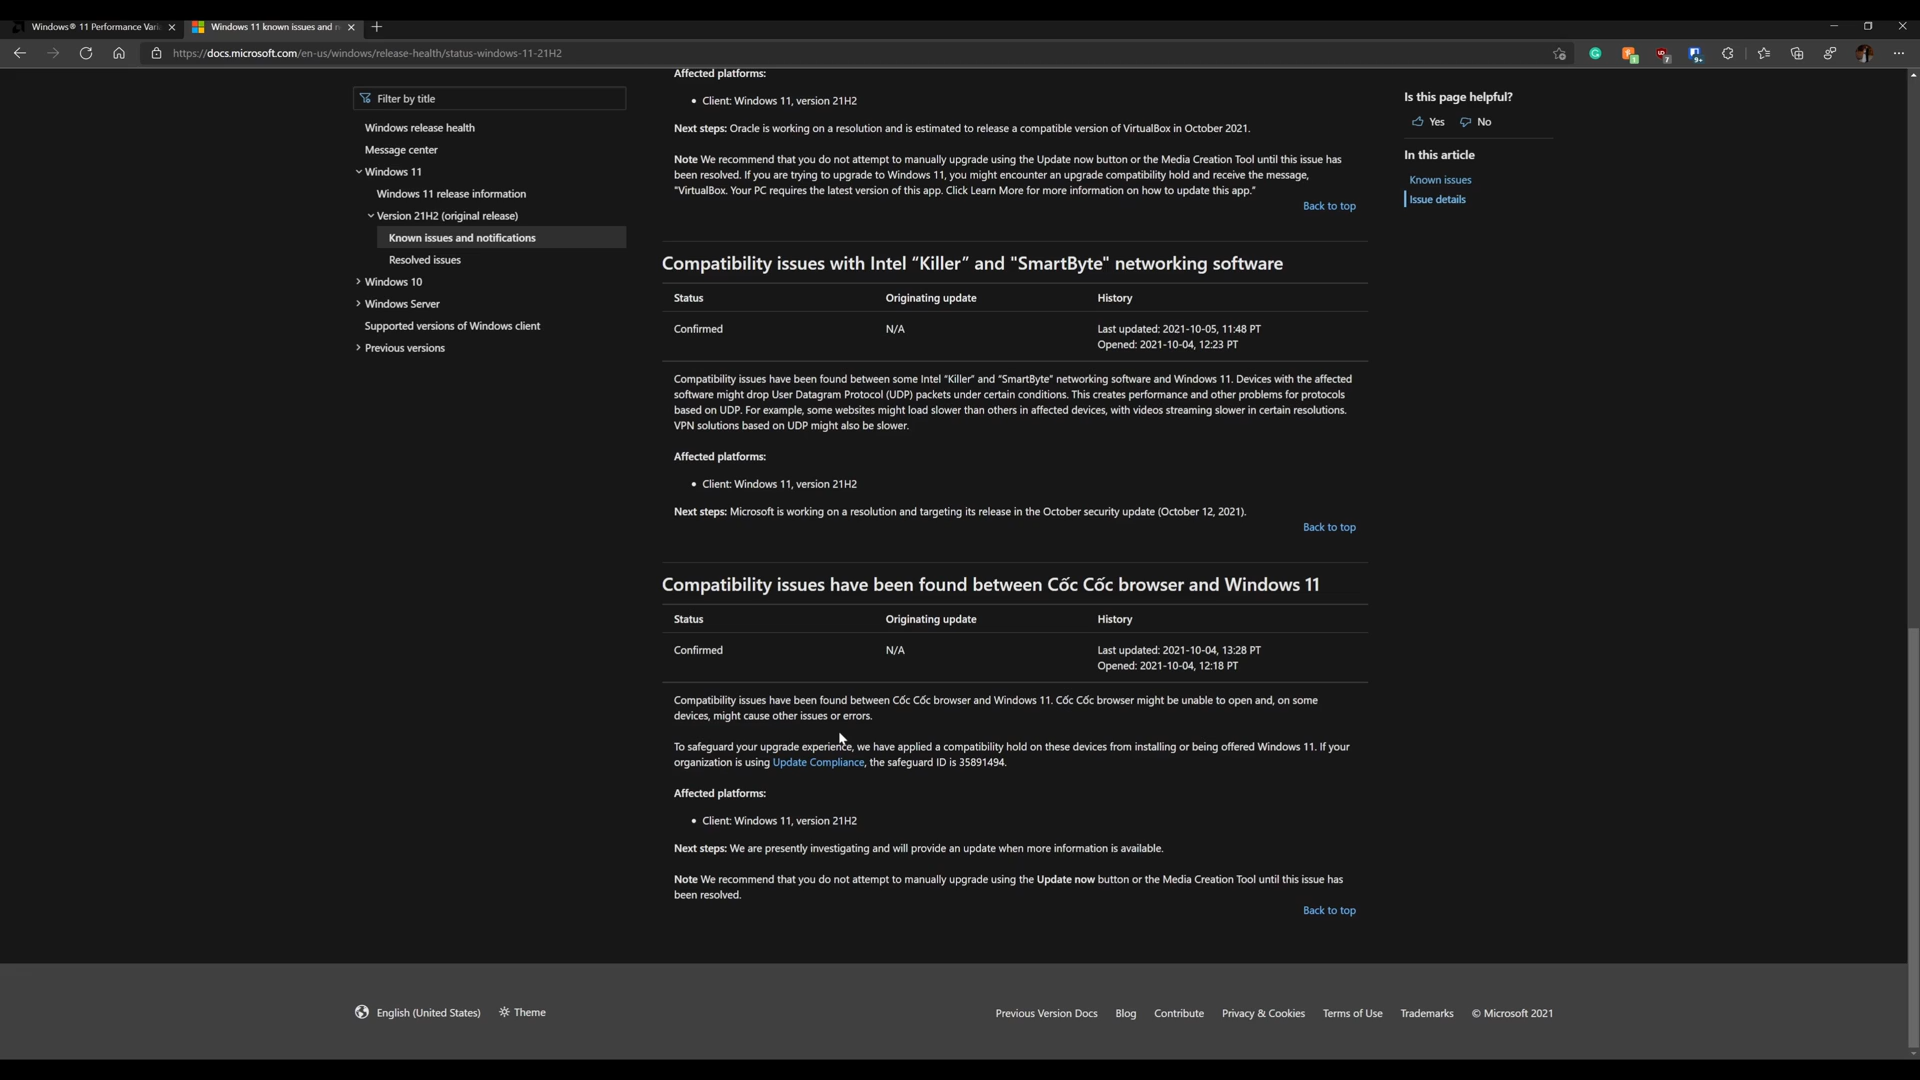 Windows® 11 Performance Vari
Windows 11 known issues and n
https://docs.microsoft.com/en-us/windows/release-health/status-windows-11-21H2
1
7
9+
Filter by title
Windows release health
Message center
Windows 11
Windows 11 release information
Version 21H2 (original release)
Known issues and notifications
Resolved issues
Windows 10
Windows Server
Supported versions of Windows client
Previous versions
Affected platforms:
• Client: Windows 11, version 21H2
Next steps: Oracle is working on a resolution and is estimated to release a compatible version of VirtualBox in October 2021.
Note We recommend that you do not attempt to manually upgrade using the Update now button or the Media Creation Tool until this issue has
been resolved. If you are trying to upgrade to Windows 11, you might encounter an upgrade compatibility hold and receive the message,
"VirtualBox. Your PC requires the latest version of this app. Click Learn More for more information on how to update this app."
Back to top
Compatibility issues with Intel “Killer” and "SmartByte" networking software
Status Originating update History
Confirmed N/A Last updated: 2021-10-05, 11:48 PT
Opened: 2021-10-04, 12:23 PT
Compatibility issues have been found between some Intel “Killer” and “SmartByte” networking software and Windows 11. Devices with the affected
software might drop User Datagram Protocol (UDP) packets under certain conditions. This creates performance and other problems for protocols
based on UDP. For example, some websites might load slower than others in affected devices, with videos streaming slower in certain resolutions.
VPN solutions based on UDP might also be slower.
Affected platforms:
• Client: Windows 11, version 21H2
Next steps: Microsoft is working on a resolution and targeting its release in the October security update (October 12, 2021).
Back to top
Compatibility issues have been found between Cốc Cốc browser and Windows 11
Status Originating update History
Confirmed N/A Last updated: 2021-10-04, 13:28 PT
Opened: 2021-10-04, 12:18 PT
Compatibility issues have been found between Cốc Cốc browser and Windows 11. Cốc Cốc browser might be unable to open and, on some
devices, might cause other issues or errors.
To safeguard your upgrade experience, we have applied a compatibility hold on these devices from installing or being offered Windows 11. If your
organization is using Update Compliance, the safeguard ID is 35891494.
Affected platforms:
• Client: Windows 11, version 21H2
Next steps: We are presently investigating and will provide an update when more information is available.
Note We recommend that you do not attempt to manually upgrade using the Update now button or the Media Creation Tool until this issue has
been resolved.
Back to top
Is this page helpful?
Yes No
In this article
Known issues
Issue details
English (United States) Theme
Previous Version Docs Blog Contribute Privacy & Cookies Terms of Use Trademarks © Microsoft 2021